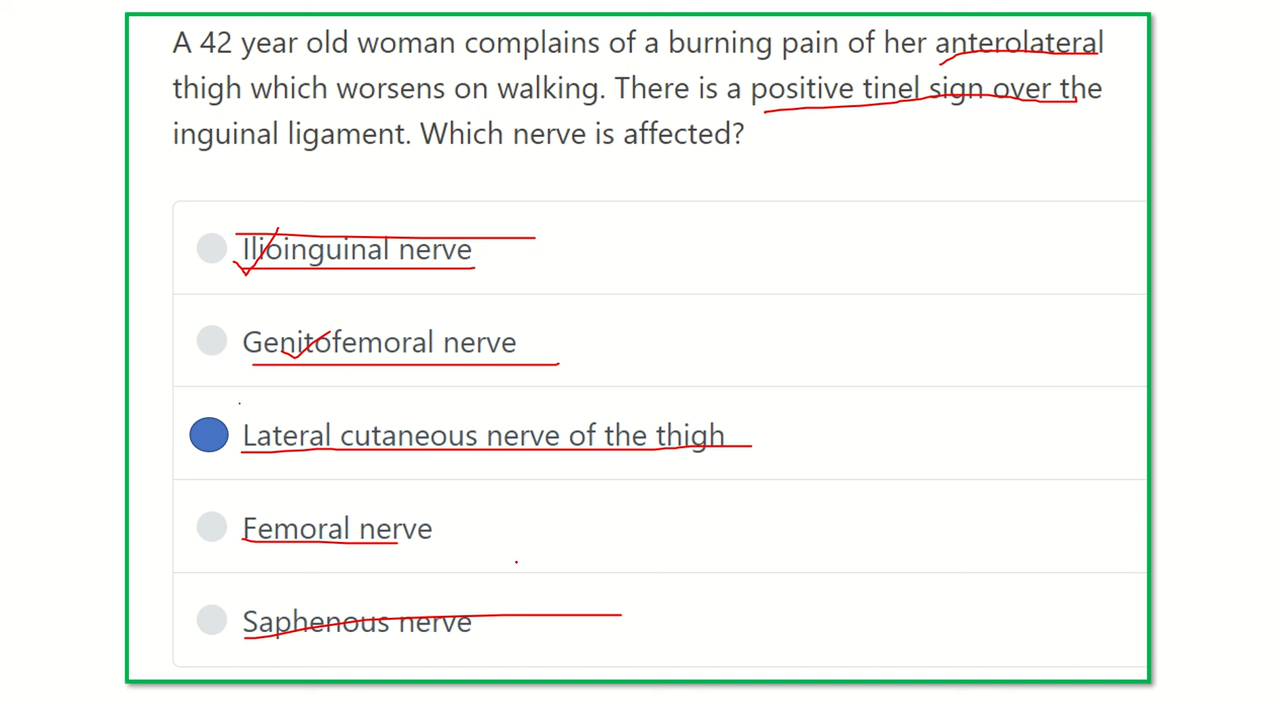 A 42 year old woman complains of a burning pain of her anterolateral
thigh which worsens on walking. There is a positive tinel sign over the
inguinal ligament. Which nerve is affected?
Ilioinguinal nerve
Genitofemoral nerve
Lateral cutaneous nerve of the thigh
Femoral nerve
Saphenous nerve